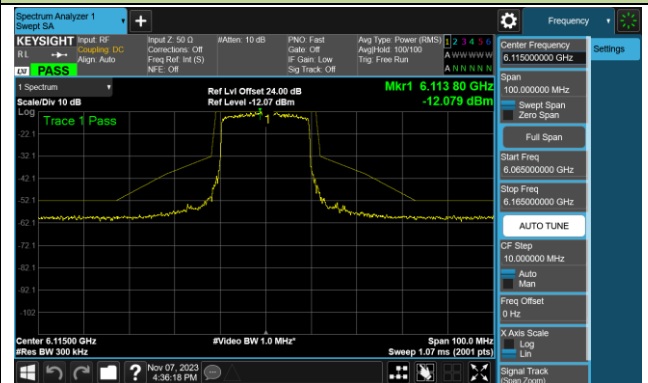 Spectrum Analyzer 1
Swept SA
Frequency
KEYSIGHT Input: RF
Coupling: DC
Align: Auto
Input Z: 50 Ω
Corrections: Off
Freq Ref: Int (S)
NFE: Off
#Atten: 10 dB
PNO: Fast
Gate: Off
IF Gain: Low
Sig Track: Off
Avg Type: Power (RMS)
Avg|Hold: 100/100
Trig: Free Run
1 2 3 4 5 6
A W W W W W
A N N N N N
RL
LXI PASS
1 Spectrum
Scale/Div 10 dB
Ref Lvl Offset 24.00 dB
Ref Level -12.07 dBm
Mkr1 6.113 80 GHz
-12.079 dBm
Log
Trace 1 Pass
1
-22.1
-32.1
-42.1
-52.1
-62.1
-72.1
-82.1
-92.1
-102
Center 6.11500 GHz
#Res BW 300 kHz
#Video BW 1.0 MHz*
Span 100.0 MHz
Sweep 1.07 ms (2001 pts)
Nov 07, 2023
4:36:18 PM
Settings
Center Frequency
6.115000000 GHz
Span
100.000000 MHz
Swept Span
Zero Span
Full Span
Start Freq
6.065000000 GHz
Stop Freq
6.165000000 GHz
AUTO TUNE
CF Step
10.000000 MHz
Auto
Man
Freq Offset
0 Hz
X Axis Scale
Log
Lin
Signal Track
(Span Zoom)